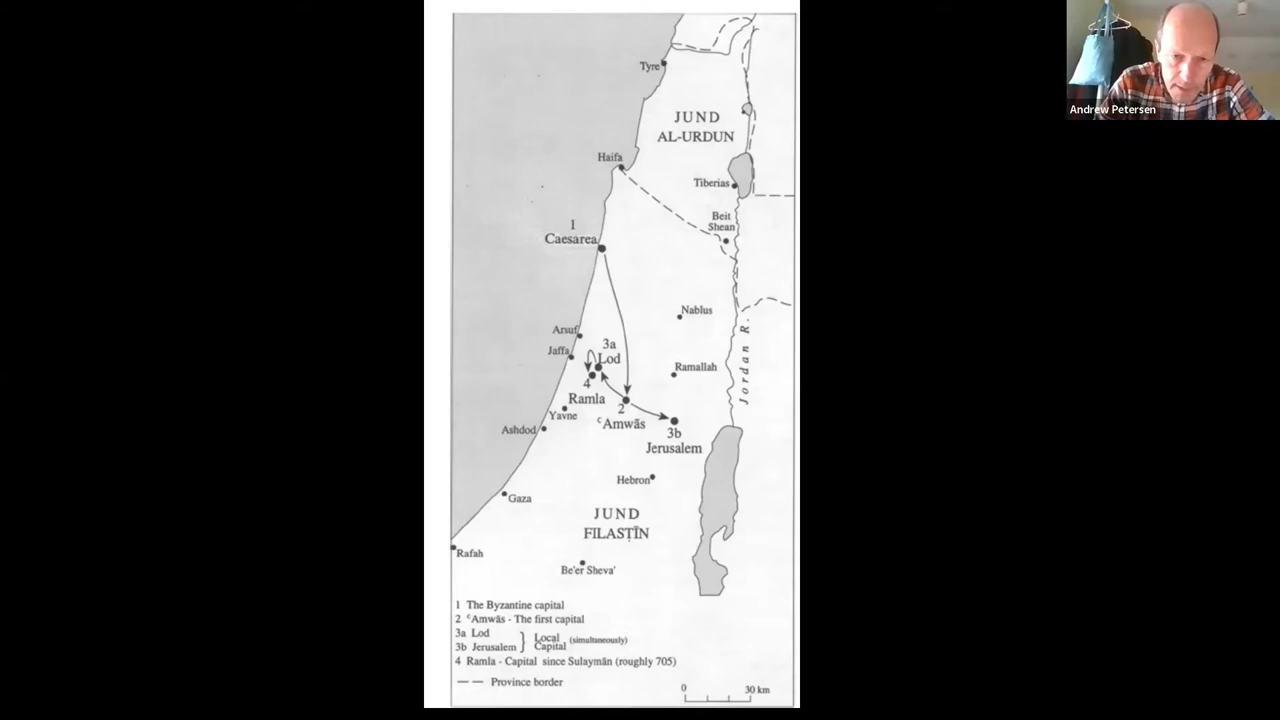 Andrew Petersen
Tyre
JUND
AL-URDUN
Haifa
Tiberias
Beit
Shean
1
Caesarea
Nablus
Arsuf
3a
Lod
Jaffa
Ramallah
4
Ramla
2
ᶜAmwās
Yavne
Ashdod
3b
Jerusalem
Jordan R.
Hebron
Gaza
JUND
FILASṬĪN
Rafah
Be'er Sheva'
1 The Byzantine capital
2 ᶜAmwās - The first capital
3a Lod
3b Jerusalem } Local Capital (simultaneously)
4 Ramla - Capital since Sulaymān (roughly 705)
Province border
0 30 km